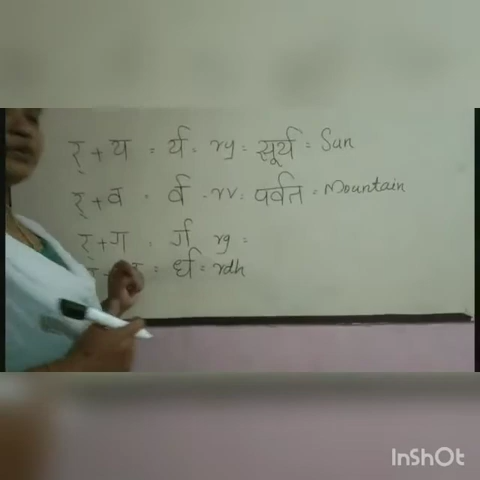 र् + य = र्य = ry = सूर्य = Sun
र् + व = र्व = rv = पर्वत = Mountain
र् + ग = र्ग rg =
= र्ध = rdh
InShOt